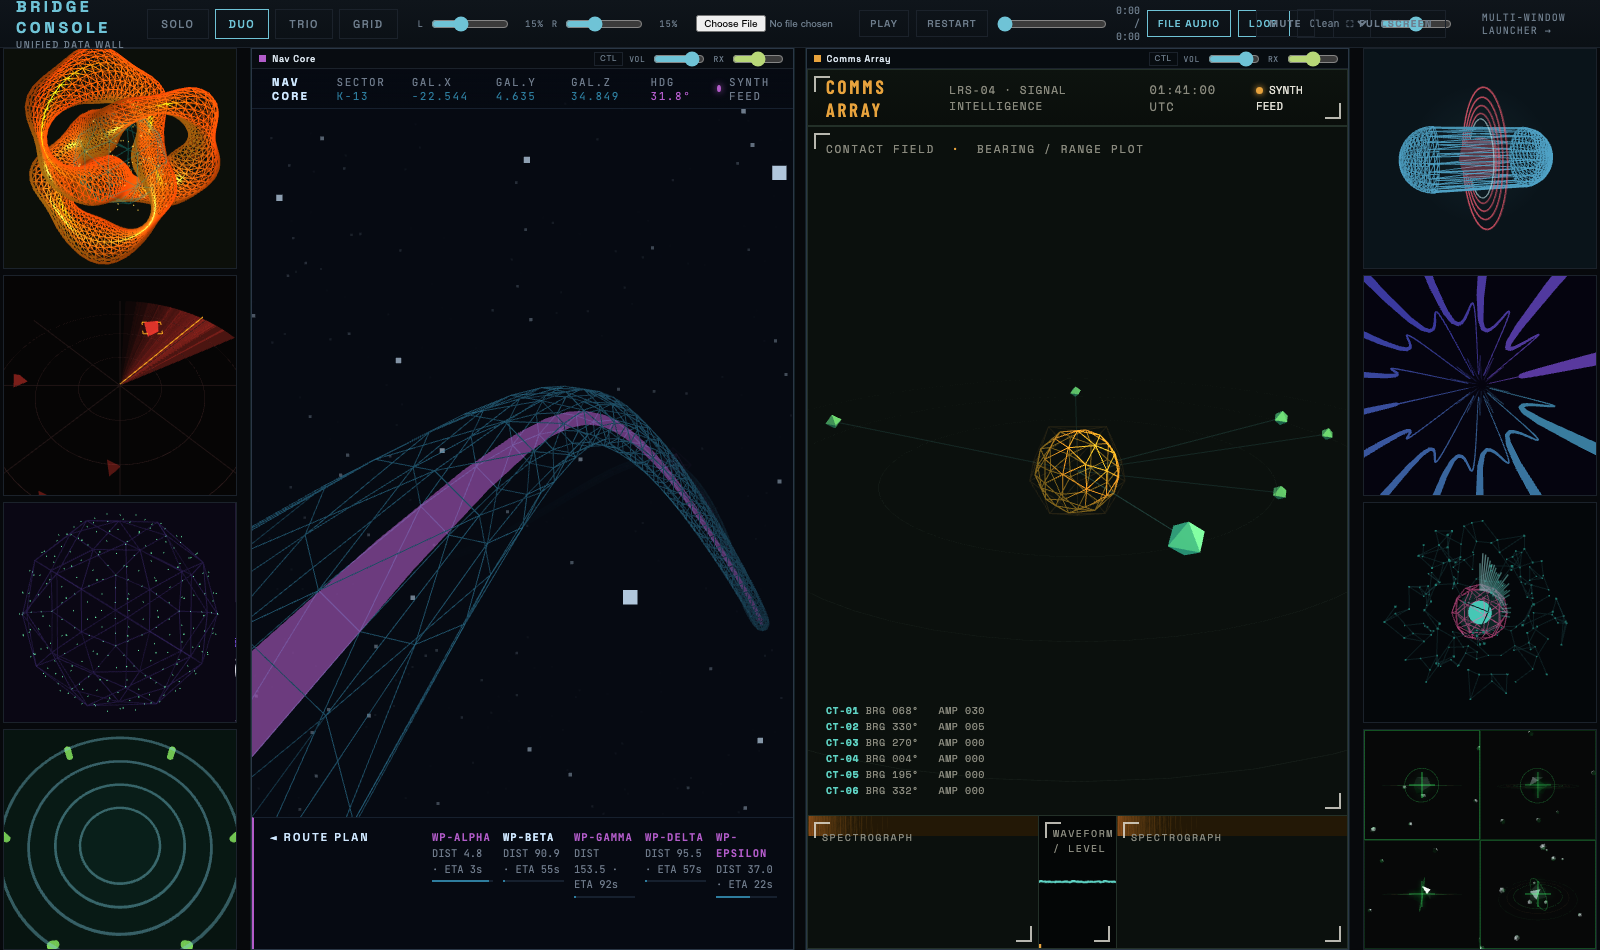 BRIDGE
CONSOLE
UNIFIED DATA WALL
SOLO
DUO
TRIO
GRID
L
15%
R
15%
Choose File
No file chosen
PLAY
RESTART
0:00
/
0:00
FILE AUDIO
LOOP
MUTE
Clean
FULLSCREEN
MULTI-WINDOW
LAUNCHER →
Nav Core
CTL
VOL
RX
NAV
CORE
SECTOR
K-13
GAL.X
-22.544
GAL.Y
4.635
GAL.Z
34.849
HDG
31.8°
SYNTH
FEED
◄ ROUTE PLAN
WP-ALPHA
DIST 4.8
· ETA 3s
WP-BETA
DIST 90.9
· ETA 55s
WP-GAMMA
DIST
153.5 ·
ETA 92s
WP-DELTA
DIST 95.5
· ETA 57s
WP-
EPSILON
DIST 37.0
· ETA 22s
Comms Array
CTL
VOL
RX
COMMS
ARRAY
LRS-04 · SIGNAL
INTELLIGENCE
01:41:00
UTC
SYNTH
FEED
CONTACT FIELD · BEARING / RANGE PLOT
CT-01 BRG 068° AMP 030
CT-02 BRG 330° AMP 005
CT-03 BRG 270° AMP 000
CT-04 BRG 004° AMP 000
CT-05 BRG 195° AMP 000
CT-06 BRG 332° AMP 000
SPECTROGRAPH
WAVEFORM
/ LEVEL
SPECTROGRAPH